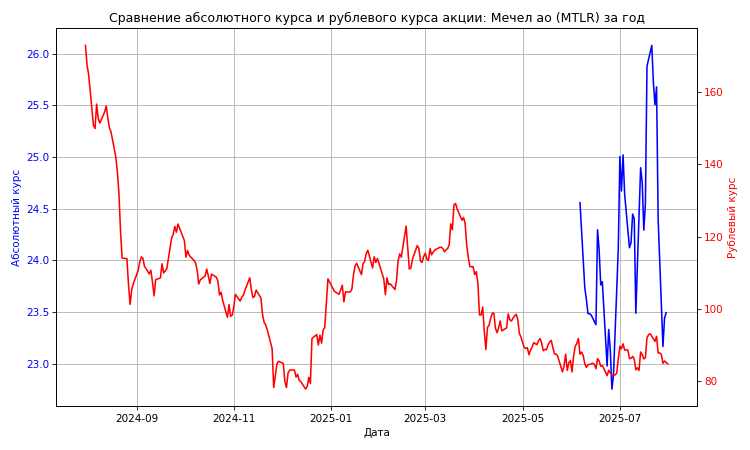 Сравнение абсолютного курса и рублевого курса акции: Мечел ао (MTLR) за год
26.0
25.5
25.0
24.5
24.0
23.5
23.0
Абсолютный курс
160
140
120
100
80
Рублевый курс
2024-09 2024-11 2025-01 2025-03 2025-05 2025-07
Дата